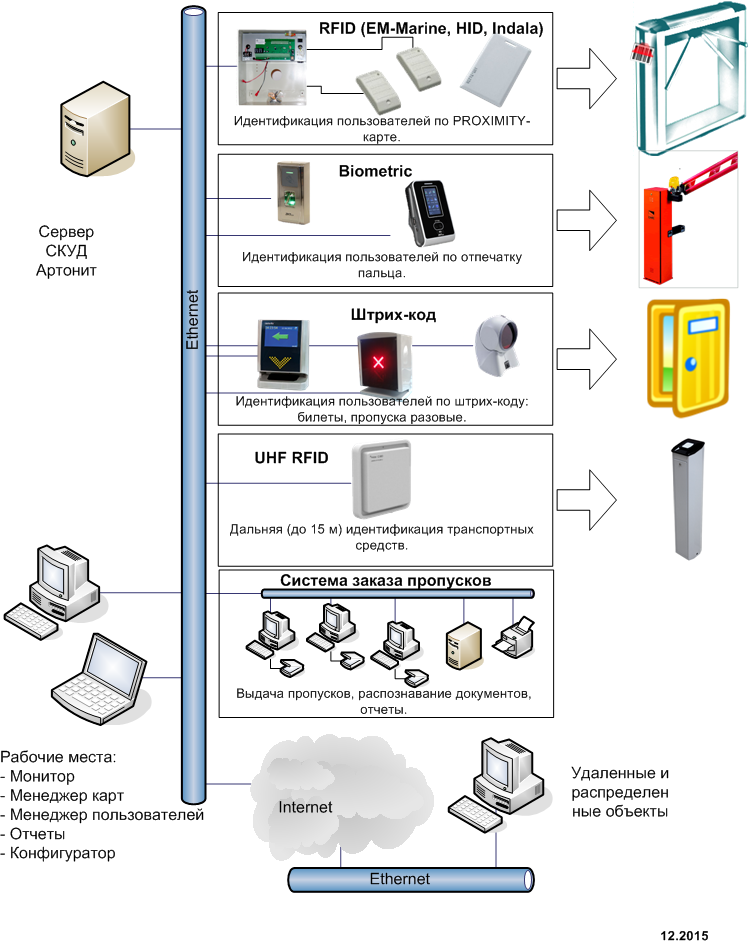 RFID (EM-Marine, HID, Indala)
Идентификация пользователей по PROXIMITY-
карте.
Biometric
Идентификация пользователей по отпечатку
пальца.
Сервер
СКУД
Артонит
Ethernet
Штрих-код
Идентификация пользователей по штрих-коду:
билеты, пропуска разовые.
UHF RFID
Дальняя (до 15 м) идентификация транспортных
средств.
Система заказа пропусков
Выдача пропусков, распознавание документов,
отчеты.
Рабочие места:
- Монитор
- Менеджер карт
- Менеджер пользователей
- Отчеты
- Конфигуратор
Internet
Удаленные и
распределен
ные объекты
Ethernet
12.2015